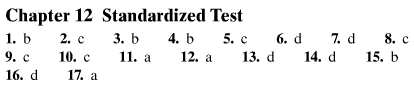 Chapter 12 Standardized Test
1. b 2. c 3. b 4. b 5. c 6. d 7. d 8. c
9. c 10. c 11. a 12. a 13. d 14. d 15. b
16. d 17. a